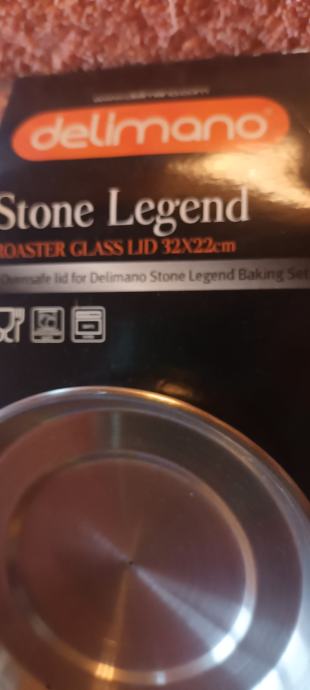 delimano
Stone Legend
ROASTER GLASS LID 32X22cm
Ovensafe lid for Delimano Stone Legend Baking Set